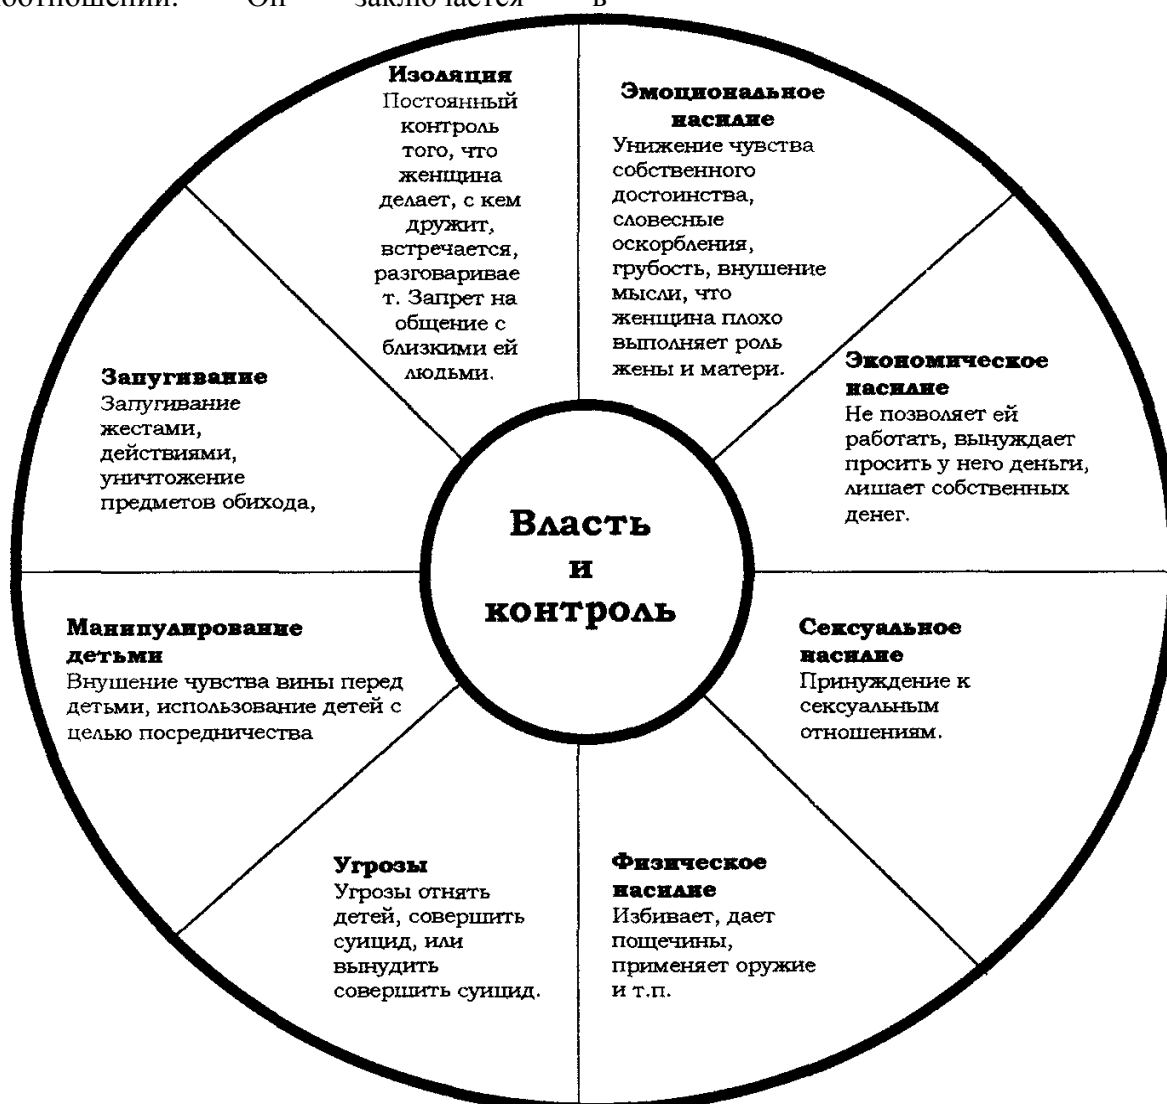 Он заключается в
Изоляция
Постоянный
контроль
того, что
женщина
делает, с кем
дружит,
встречается,
разговаривае
т. Запрет на
общение с
близкими ей
людьми.
Эмоциональное
насилие
Унижение чувства
собственного
достоинства,
словесные
оскорбления,
грубость, внушение
мысли, что
женщина плохо
выполняет роль
жены и матери.
Экономическое
насилие
Не позволяет ей
работать, вынуждает
просить у него деньги,
лишает собственных
денег.
Сексуальное
насилие
Принуждение к
сексуальным
отношениям.
Физическое
насилие
Избивает, дает
пощечины,
применяет оружие
и т.п.
Угрозы
Угрозы отнять
детей, совершить
суицид, или
вынудить
совершить суицид.
Манипулирование
детьми
Внушение чувства вины перед
детьми, использование детей с
целью посредничества
Запугивание
Запугивание
жестами,
действиями,
уничтожение
предметов обихода,
Власть
и
контроль